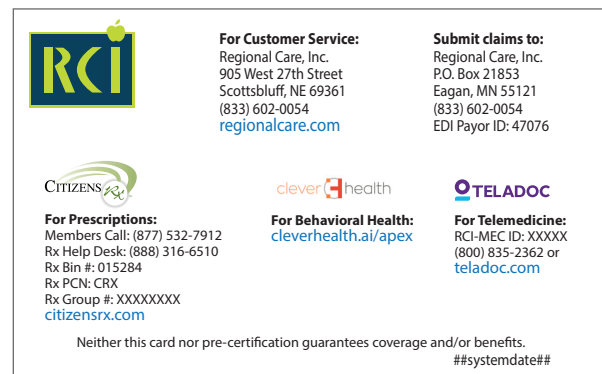 RCI
For Customer Service:
Regional Care, Inc.
905 West 27th Street
Scottsbluff, NE 69361
(833) 602-0054
regionalcare.com
Submit claims to:
Regional Care, Inc.
P.O. Box 21853
Eagan, MN 55121
(833) 602-0054
EDI Payor ID: 47076
CITIZENS Rx
For Prescriptions:
Members Call: (877) 532-7912
Rx Help Desk: (888) 316-6510
Rx Bin #: 015284
Rx PCN: CRX
Rx Group #: XXXXXXXX
citizensrx.com
clever health
For Behavioral Health:
cleverhealth.ai/apex
TELADOC
For Telemedicine:
RCI-MEC ID: XXXXX
(800) 835-2362 or
teladoc.com
Neither this card nor pre-certification guarantees coverage and/or benefits.
##systemdate##